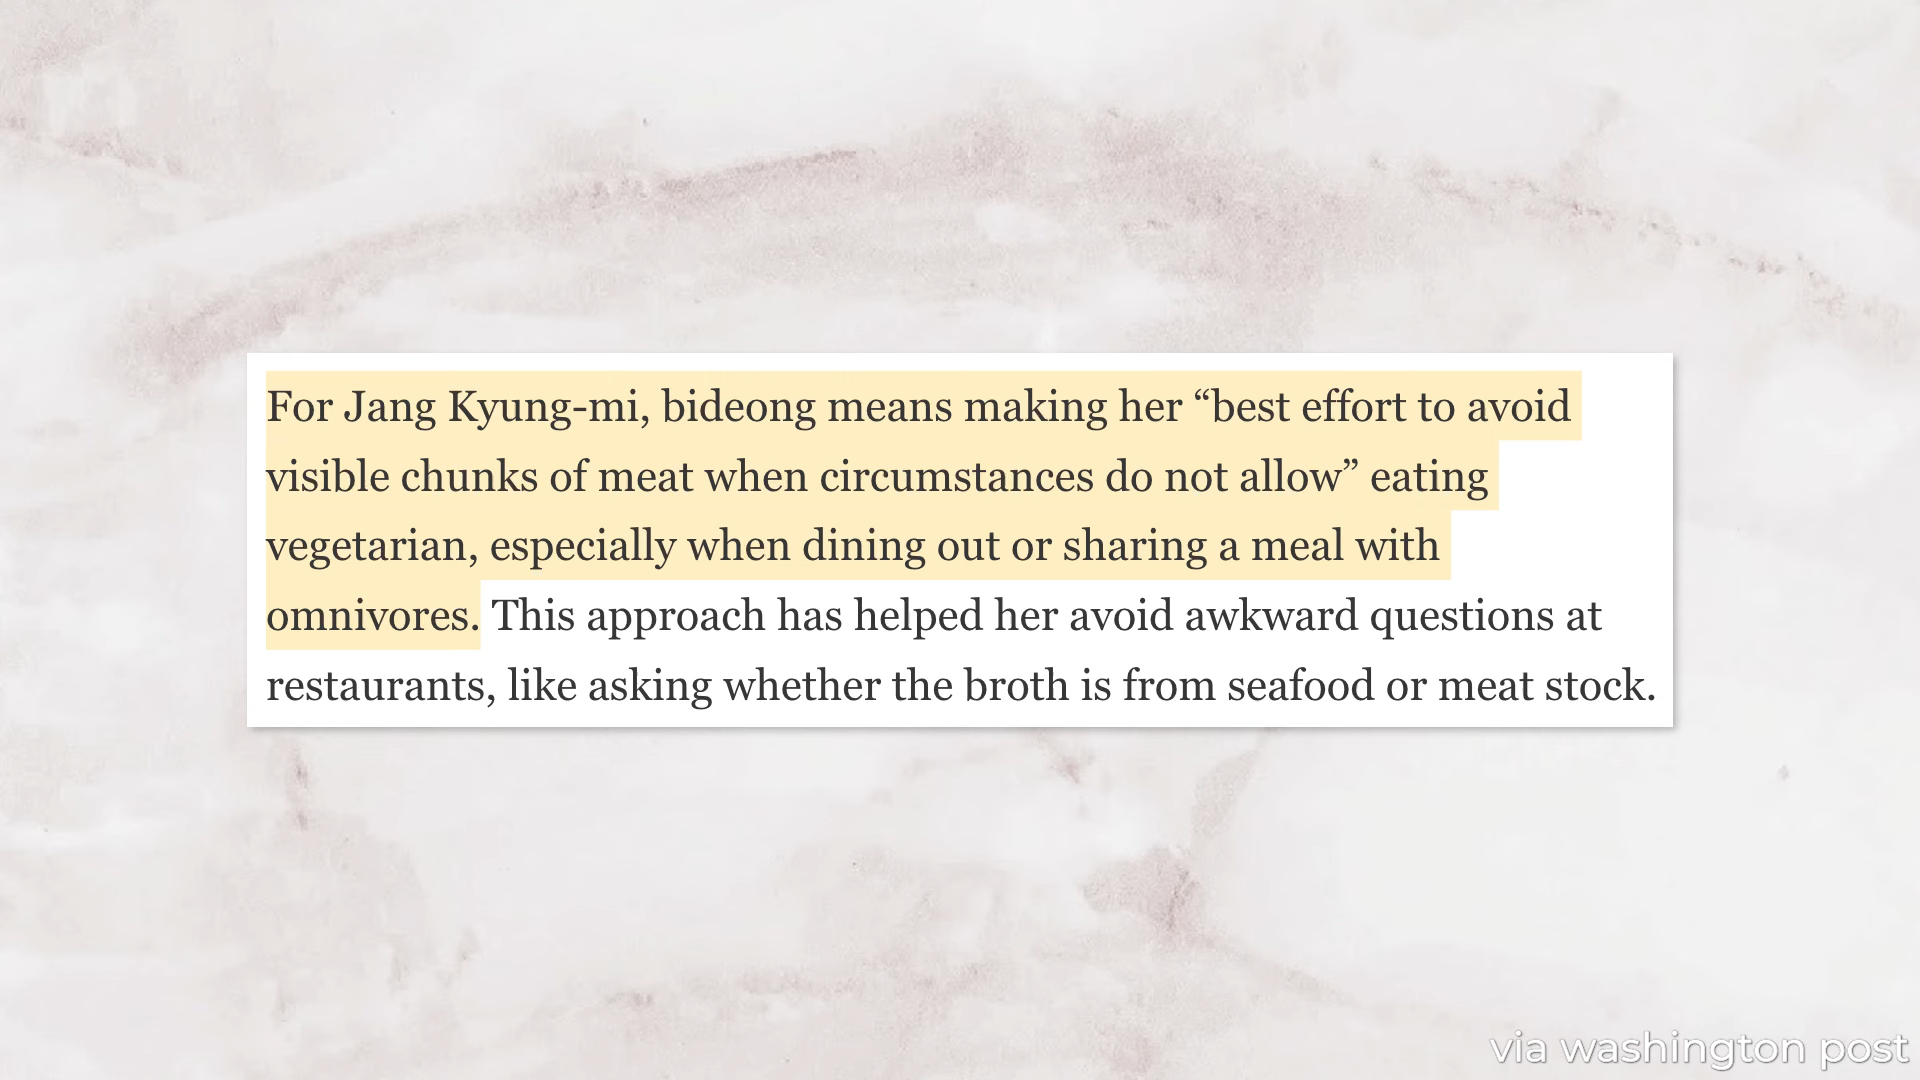 For Jang Kyung-mi, bideong means making her “best effort to avoid
visible chunks of meat when circumstances do not allow” eating
vegetarian, especially when dining out or sharing a meal with
omnivores. This approach has helped her avoid awkward questions at
restaurants, like asking whether the broth is from seafood or meat stock.
via washington post